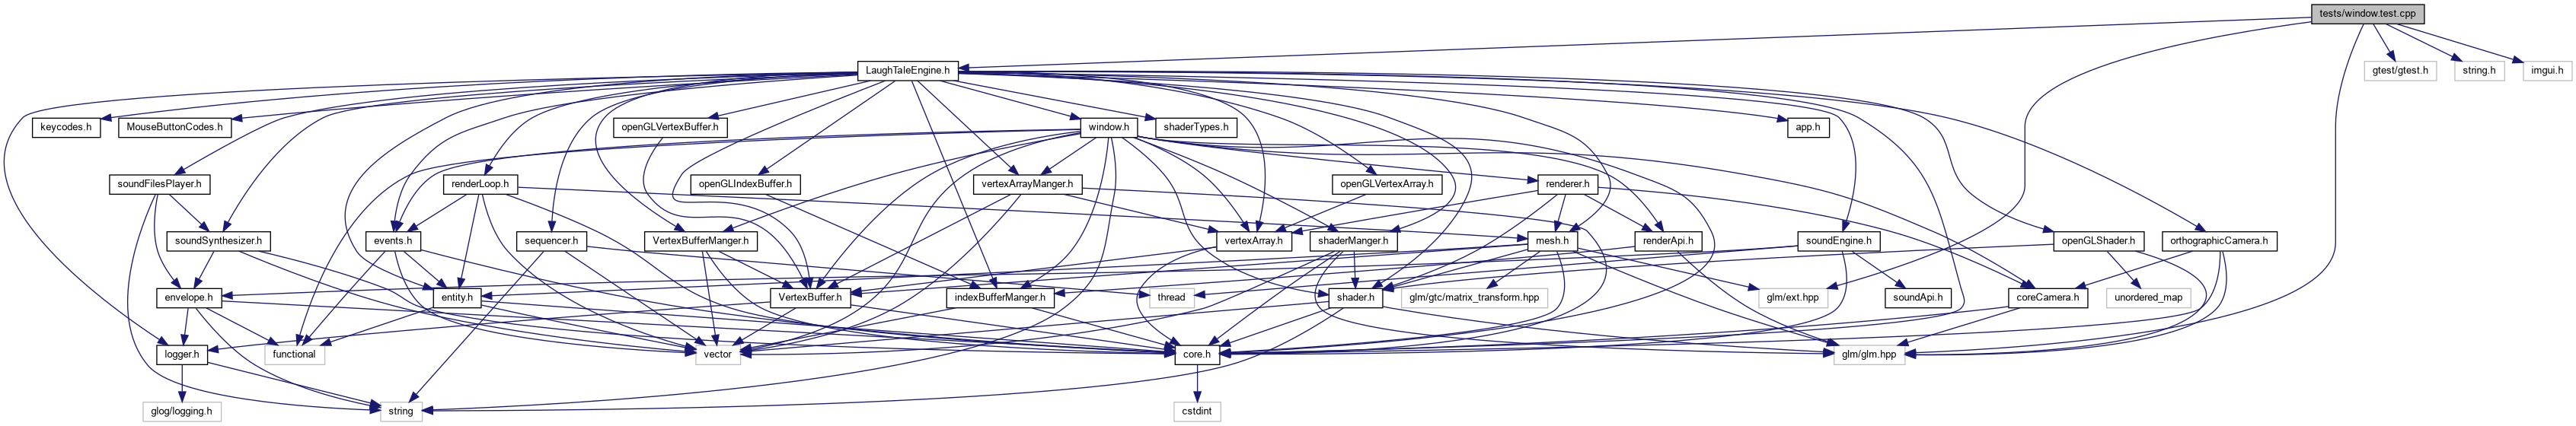 tests/window.test.cpp
LaughTaleEngine.h
gtest/gtest.h
string.h
imgui.h
keycodes.h
MouseButtonCodes.h
openGLVertexBuffer.h
window.h
shaderTypes.h
app.h
soundFilesPlayer.h
renderLoop.h
openGLIndexBuffer.h
vertexArrayManger.h
openGLVertexArray.h
renderer.h
soundSynthesizer.h
events.h
sequencer.h
VertexBufferManger.h
vertexArray.h
shaderManger.h
mesh.h
renderApi.h
soundEngine.h
openGLShader.h
orthographicCamera.h
envelope.h
entity.h
VertexBuffer.h
indexBufferManger.h
thread
shader.h
glm/gtc/matrix_transform.hpp
glm/ext.hpp
soundApi.h
coreCamera.h
unordered_map
logger.h
functional
vector
core.h
glm/glm.hpp
glog/logging.h
string
cstdint